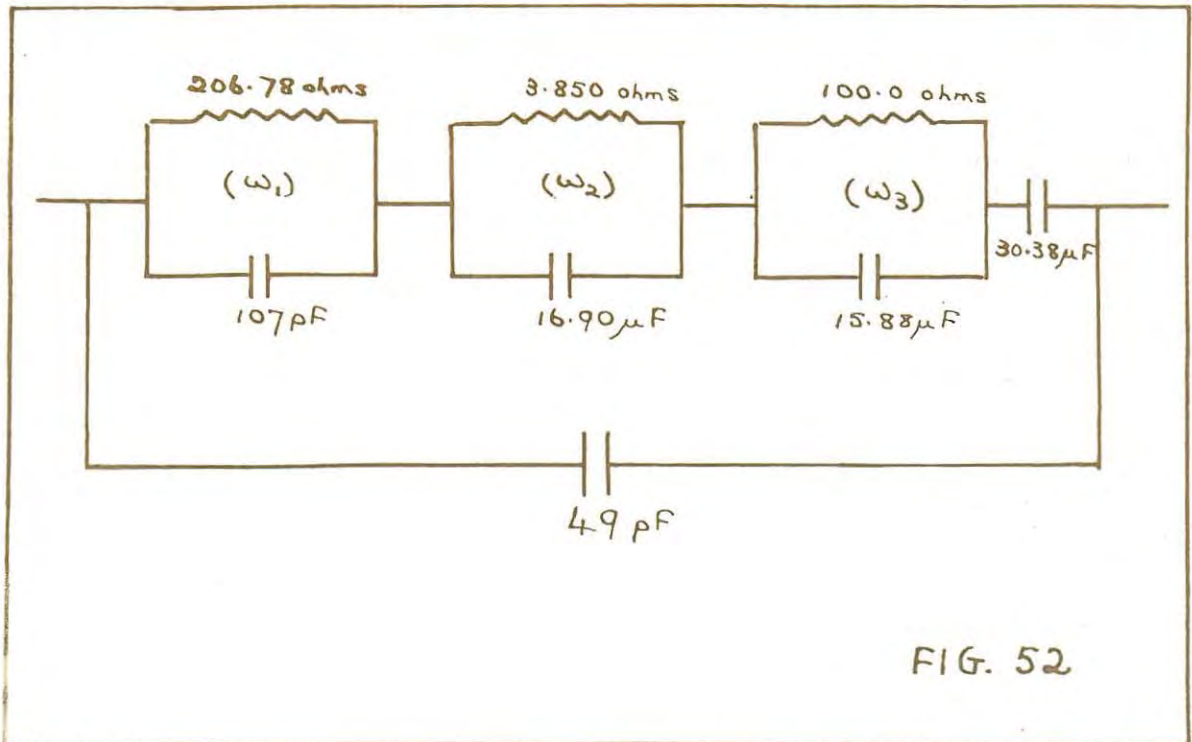 206.78 ohms
3.850 ohms
100.0 ohms
(ω₁)
(ω₂)
(ω₃)
30.38μF
107pF
16.90μF
15.88μF
49 pF
FIG. 52